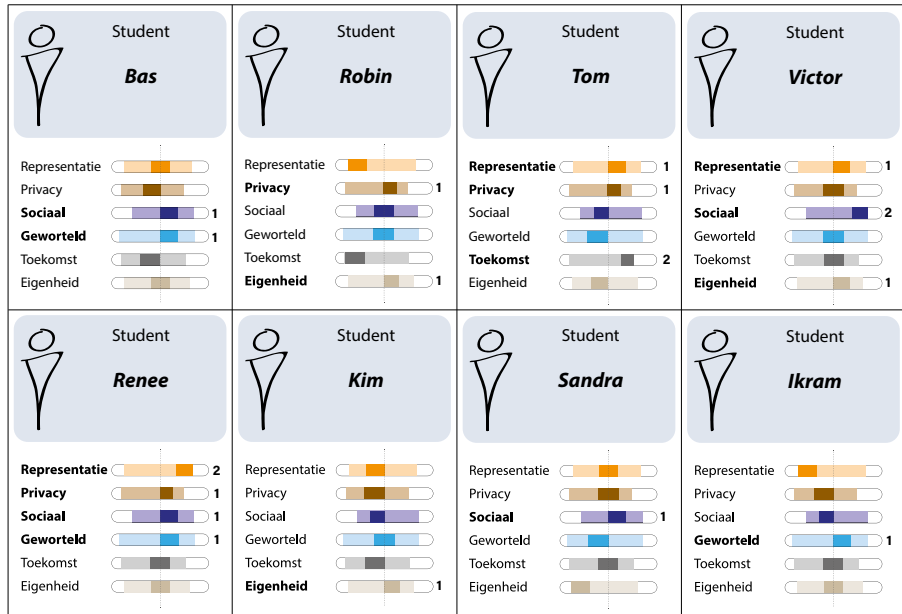 Student
Bas
Representatie
Privacy
Sociaal 1
Geworteld 1
Toekomst
Eigenheid
Student
Robin
Representatie
Privacy 1
Sociaal
Geworteld
Toekomst
Eigenheid 1
Student
Tom
Representatie 1
Privacy 1
Sociaal
Geworteld
Toekomst 2
Eigenheid
Student
Victor
Representatie 1
Privacy
Sociaal 2
Geworteld
Toekomst
Eigenheid 1
Student
Renee
Representatie 2
Privacy 1
Sociaal 1
Geworteld 1
Toekomst
Eigenheid
Student
Kim
Representatie
Privacy
Sociaal
Geworteld
Toekomst
Eigenheid 1
Student
Sandra
Representatie
Privacy
Sociaal 1
Geworteld
Toekomst
Eigenheid
Student
Ikram
Representatie
Privacy
Sociaal
Geworteld 1
Toekomst
Eigenheid